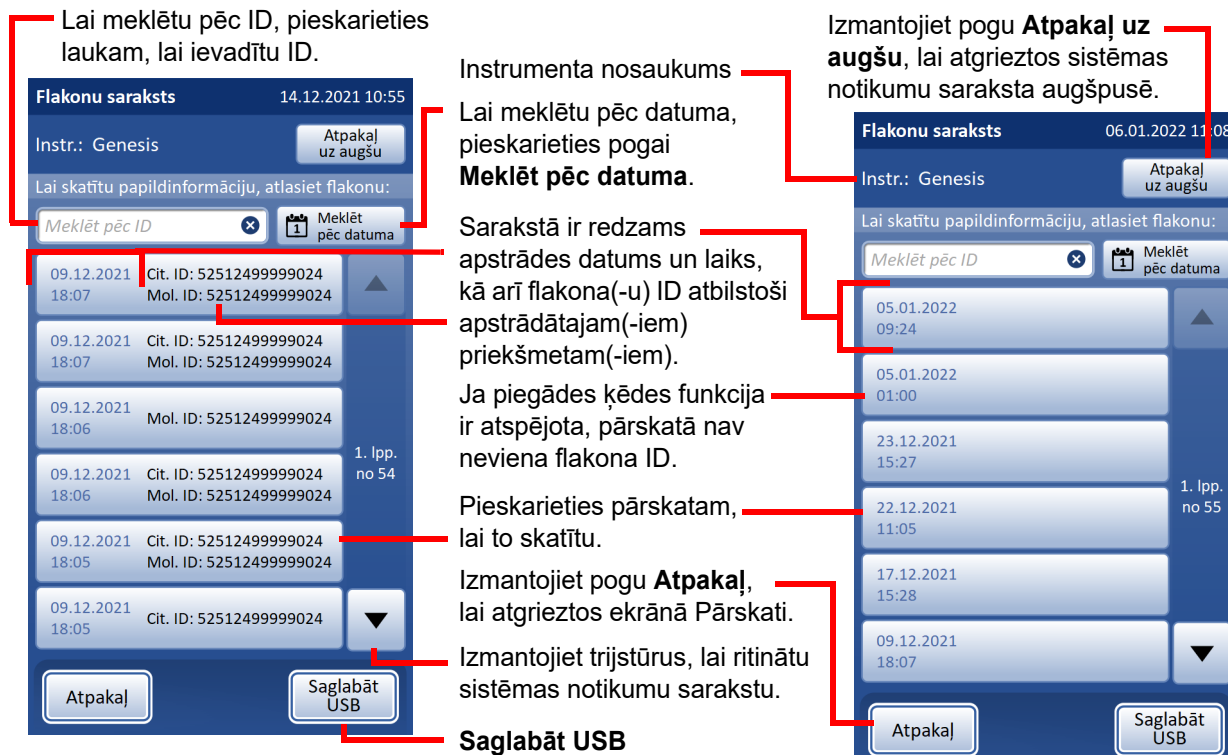 Lai meklētu pēc ID, pieskarieties
laukam, lai ievadītu ID.
Flakonu saraksts 14.12.2021 10:55
Instr.: Genesis
Atpakaļ
uz augšu
Lai skatītu papildinformāciju, atlasiet flakonu:
Meklēt pēc ID
1
Meklēt
pēc datuma
09.12.2021 Cit. ID: 52512499999024
18:07 Mol. ID: 52512499999024
09.12.2021 Cit. ID: 52512499999024
18:07 Mol. ID: 52512499999024
09.12.2021
18:06
Mol. ID: 52512499999024
09.12.2021 Cit. ID: 52512499999024
18:06 Mol. ID: 52512499999024
09.12.2021 Cit. ID: 52512499999024
18:05 Mol. ID: 52512499999024
09.12.2021
18:05
Cit. ID: 52512499999024
1. lpp.
no 54
Atpakaļ
Saglabāt
USB
Instrumenta nosaukums
Lai meklētu pēc datuma,
pieskarieties pogai
Meklēt pēc datuma.
Sarakstā ir redzams
apstrādes datums un laiks,
kā arī flakona(-u) ID atbilstoši
apstrādātajam(-iem)
priekšmetam(-iem).
Ja piegādes ķēdes funkcija
ir atspējota, pārskatā nav
neviena flakona ID.
Pieskarieties pārskatam,
lai to skatītu.
Izmantojiet pogu Atpakaļ,
lai atgrieztos ekrānā Pārskati.
Izmantojiet trijstūrus, lai ritinātu
sistēmas notikumu sarakstu.
Saglabāt USB
Izmantojiet pogu Atpakaļ uz
augšu, lai atgrieztos sistēmas
notikumu saraksta augšpusē.
Flakonu saraksts 06.01.2022 11:08
Instr.: Genesis
Atpakaļ
uz augšu
Lai skatītu papildinformāciju, atlasiet flakonu:
Meklēt pēc ID
1
Meklēt
pēc datuma
05.01.2022
09:24
05.01.2022
01:00
23.12.2021
15:27
22.12.2021
11:05
17.12.2021
15:28
09.12.2021
18:07
1. lpp.
no 55
Atpakaļ
Saglabāt
USB